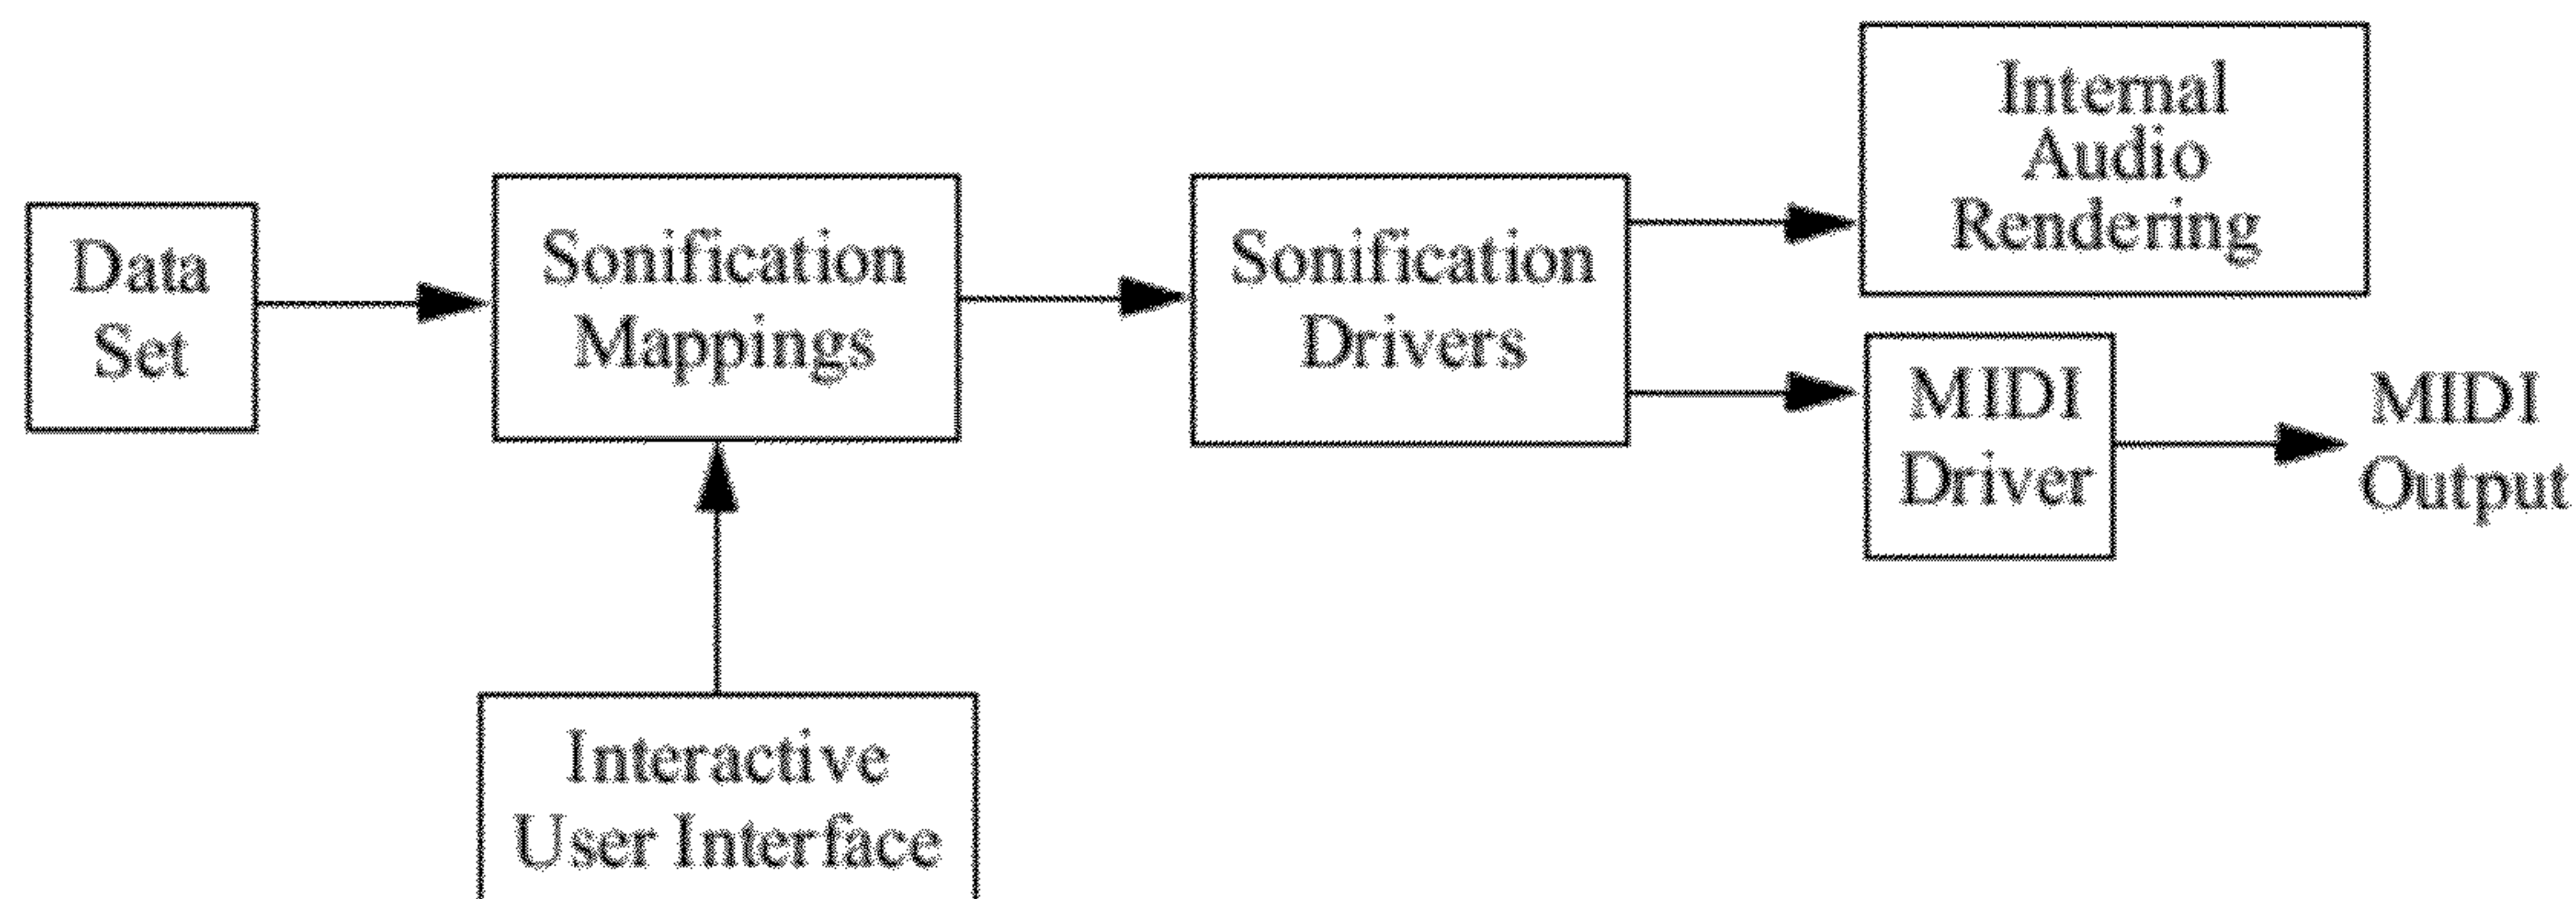 Data
Set
Sonification
Mappings
Sonification
Drivers
Internal
Audio
Rendering
MIDI
Driver
MIDI
Output
Interactive
User Interface